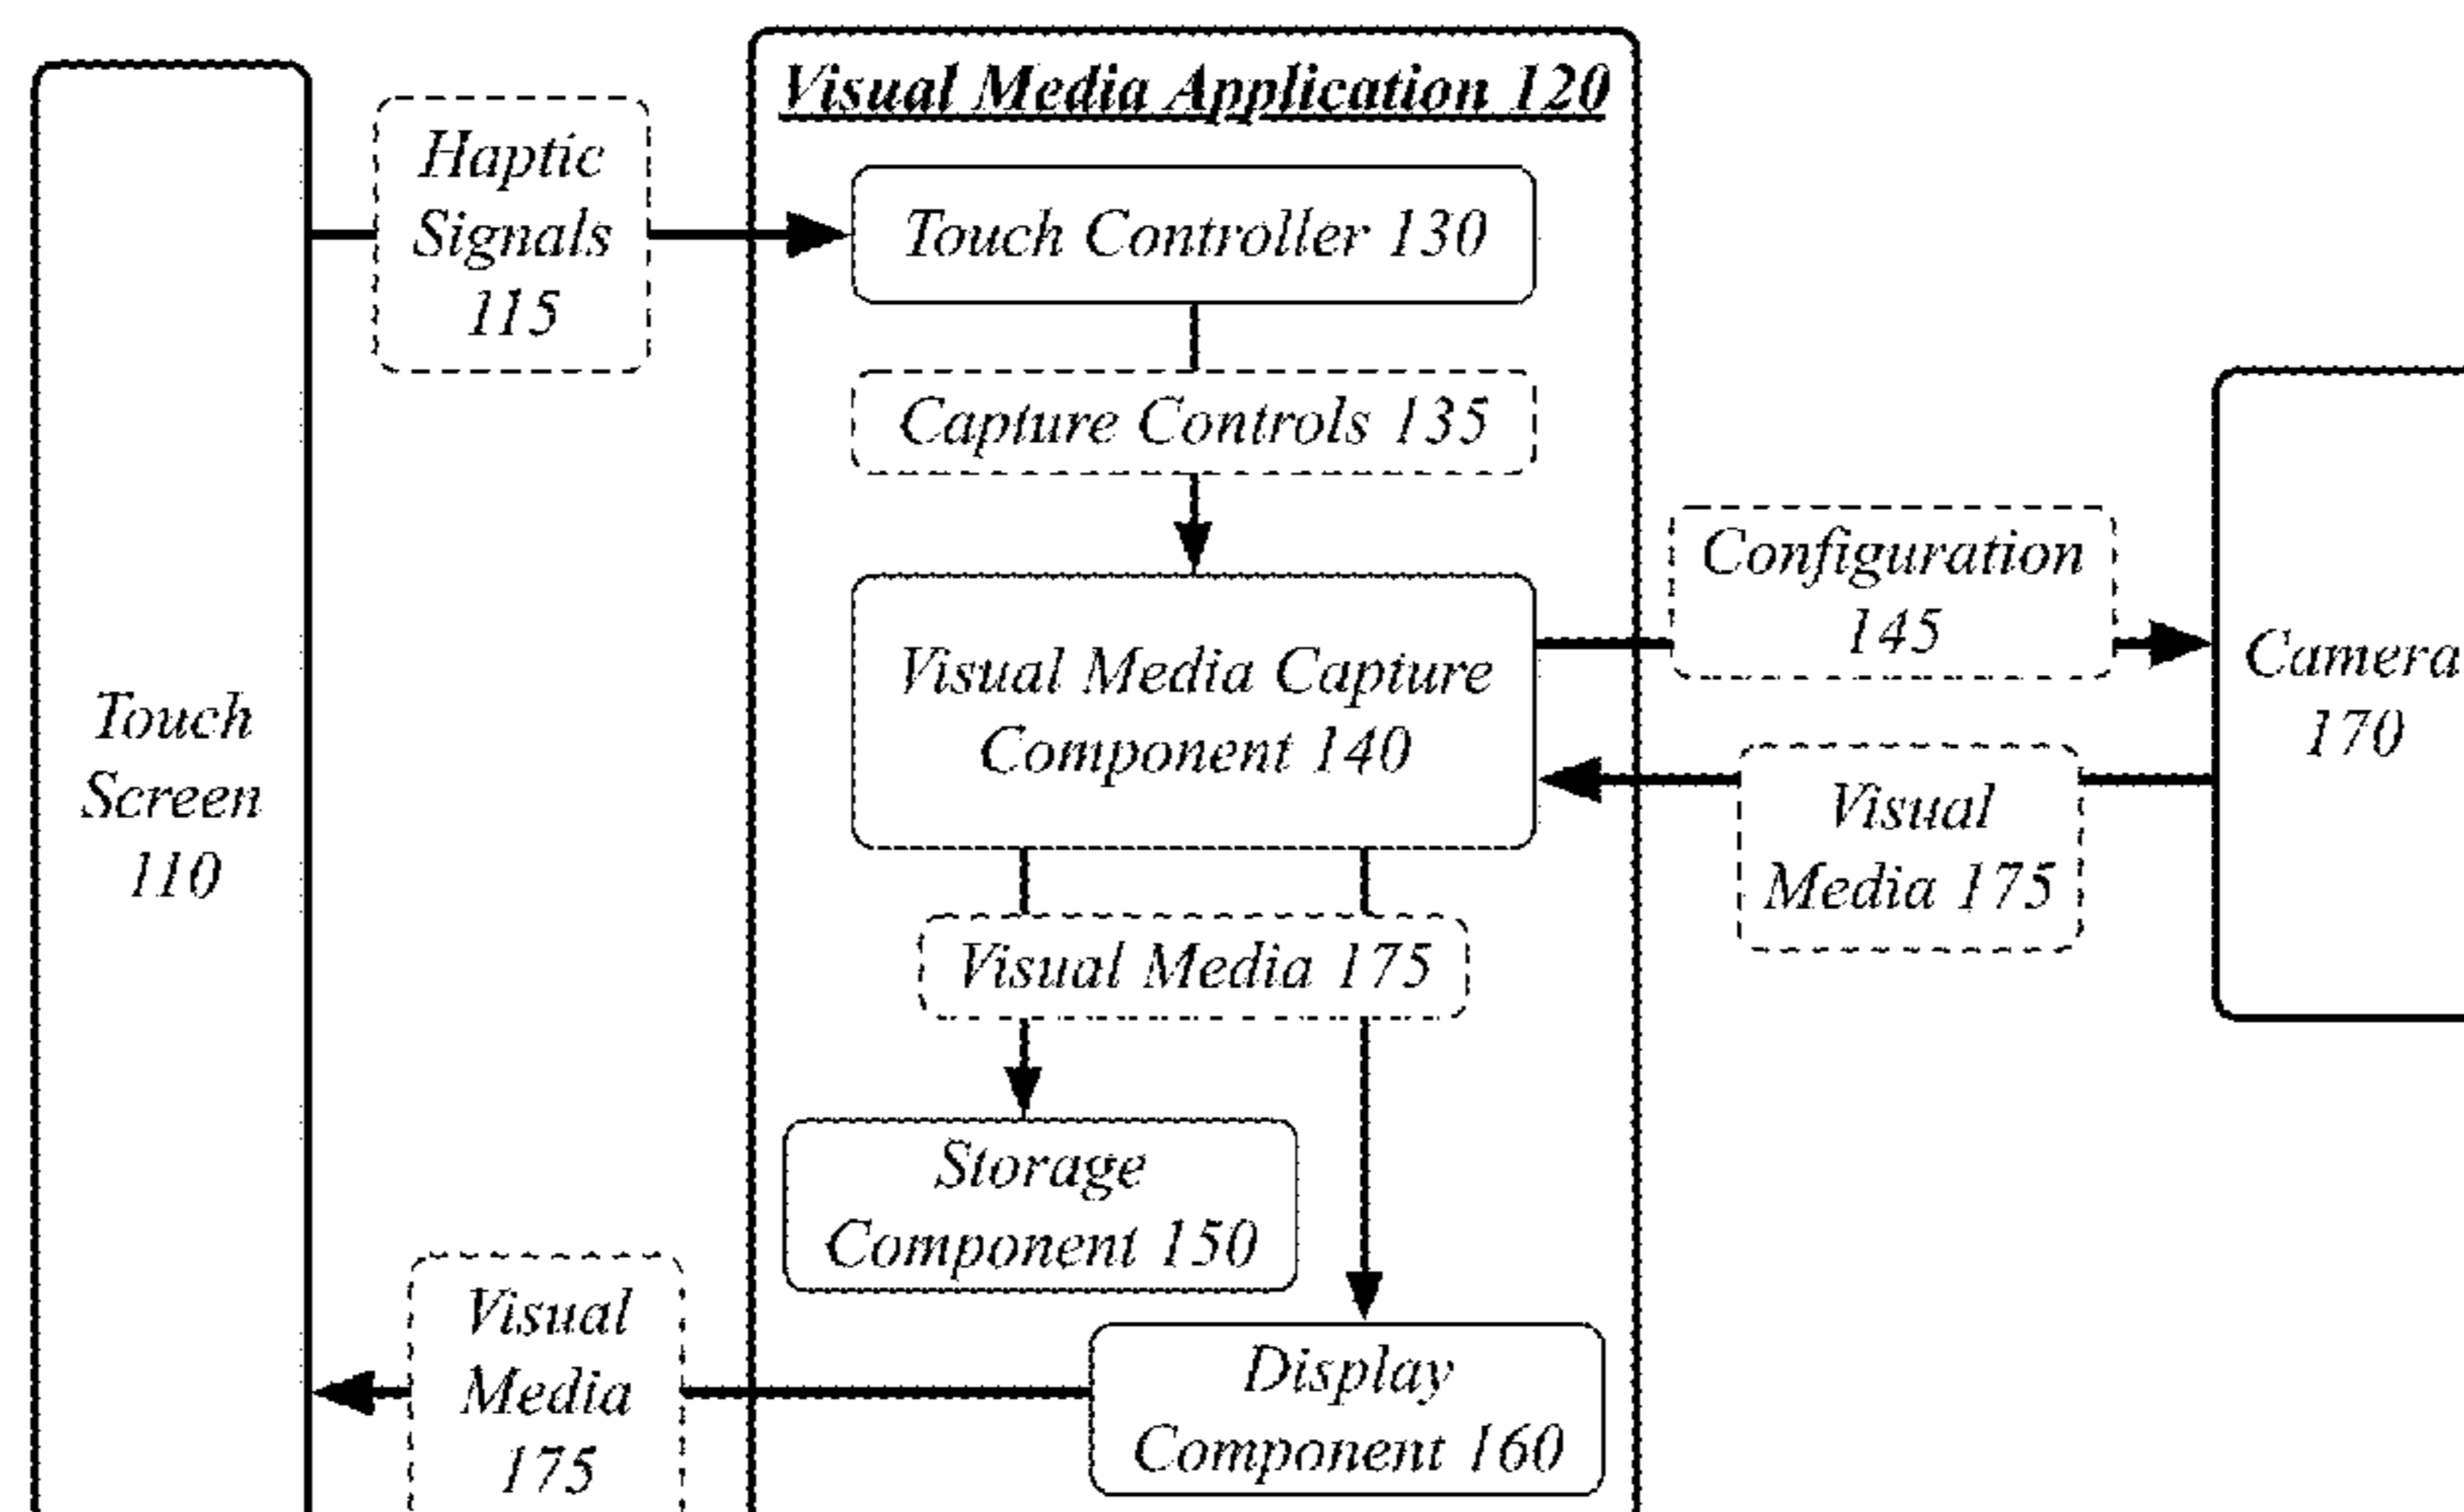 Visual Media Application 120
Haptic
Signals
115
Touch Controller 130
Capture Controls 135
Configuration
145
Visual Media Capture
Component 140
Camera
170
Touch
Screen
110
Visual
Media 175
Visual Media 175
Storage
Component 150
Visual
Media
175
Display
Component 160